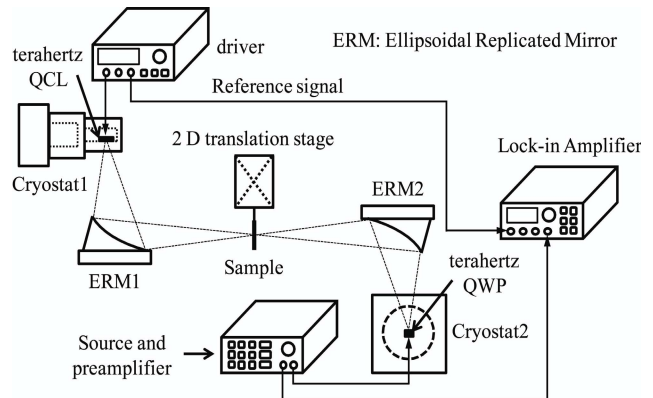 driver
ERM: Ellipsoidal Replicated Mirror
terahertz
QCL
Reference signal
2 D translation stage
Lock-in Amplifier
Cryostat1
ERM2
ERM1
Sample
terahertz
QWP
Cryostat2
Source and
preamplifier